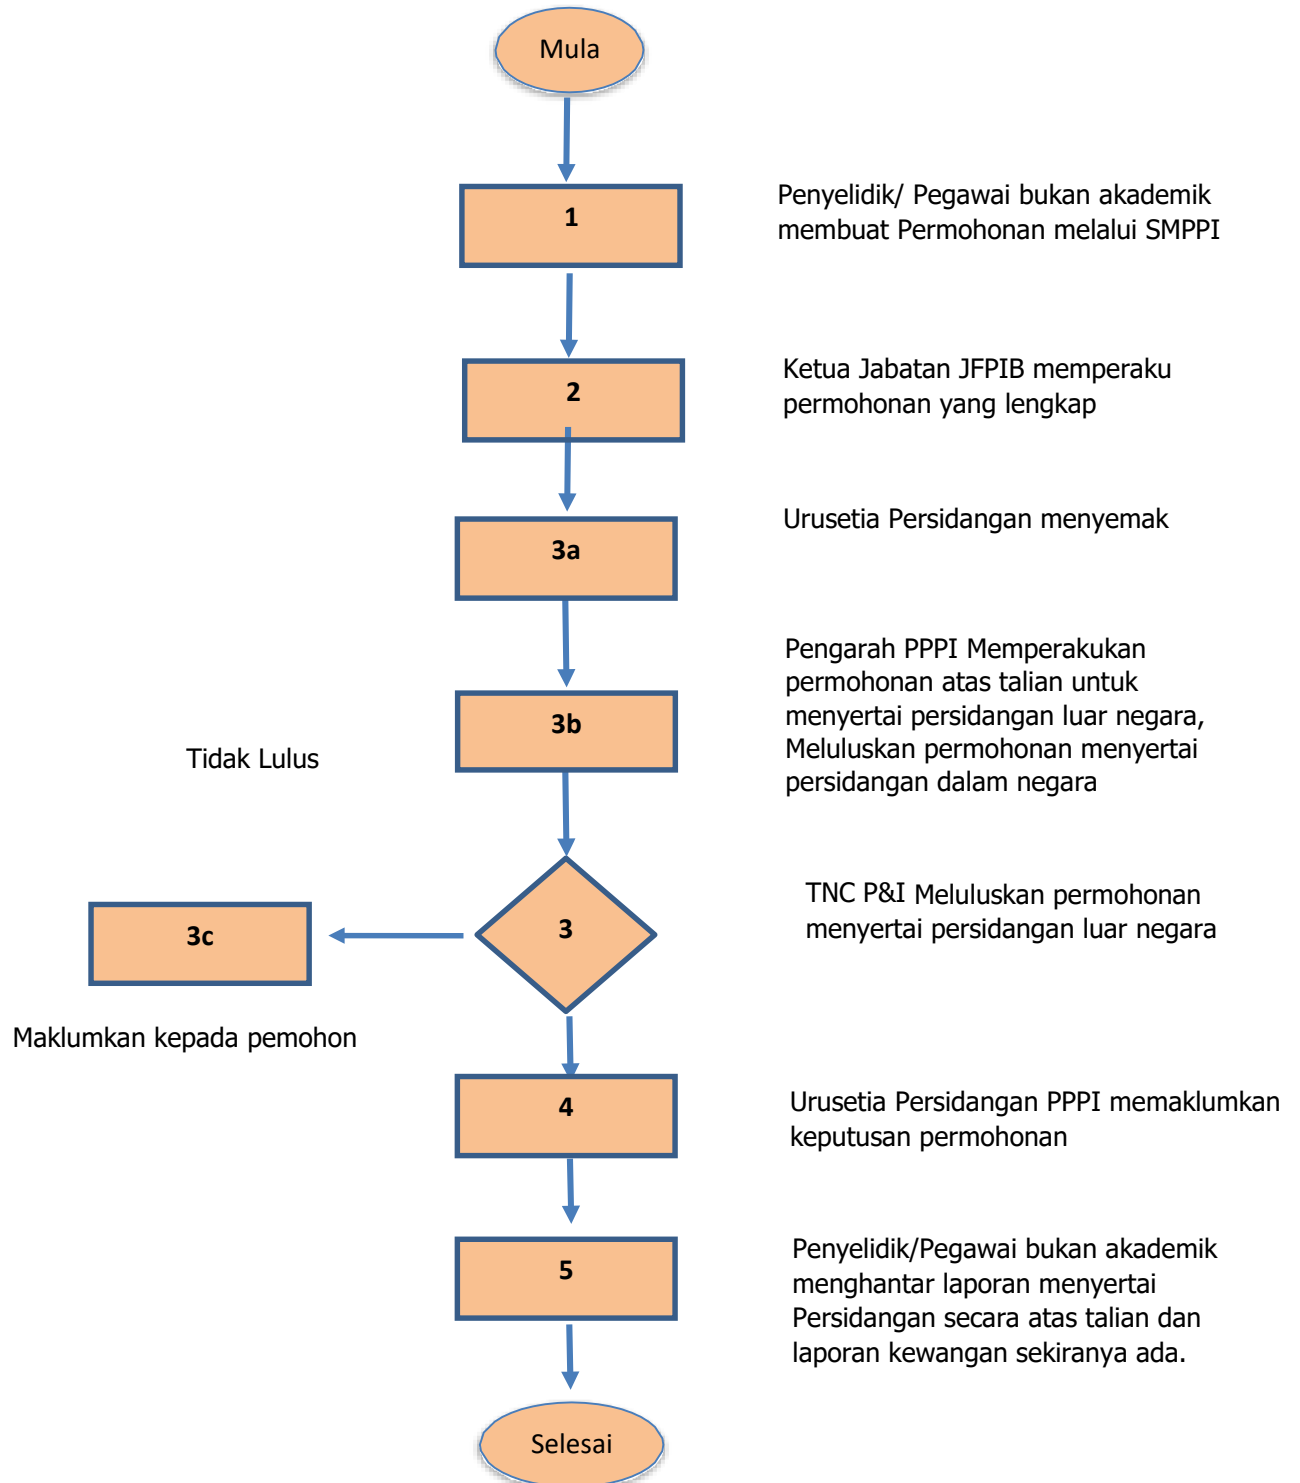 Mula
1
Penyelidik/ Pegawai bukan akademik
membuat Permohonan melalui SMPPI
2
Ketua Jabatan JFPIB memperaku
permohonan yang lengkap
3a
Urusetia Persidangan menyemak
3b
Pengarah PPPI Memperakukan
permohonan atas talian untuk
menyertai persidangan luar negara,
Meluluskan permohonan menyertai
persidangan dalam negara
Tidak Lulus
3
TNC P&I Meluluskan permohonan
menyertai persidangan luar negara
3c
Maklumkan kepada pemohon
4
Urusetia Persidangan PPPI memaklumkan
keputusan permohonan
5
Penyelidik/Pegawai bukan akademik
menghantar laporan menyertai
Persidangan secara atas talian dan
laporan kewangan sekiranya ada.
Selesai